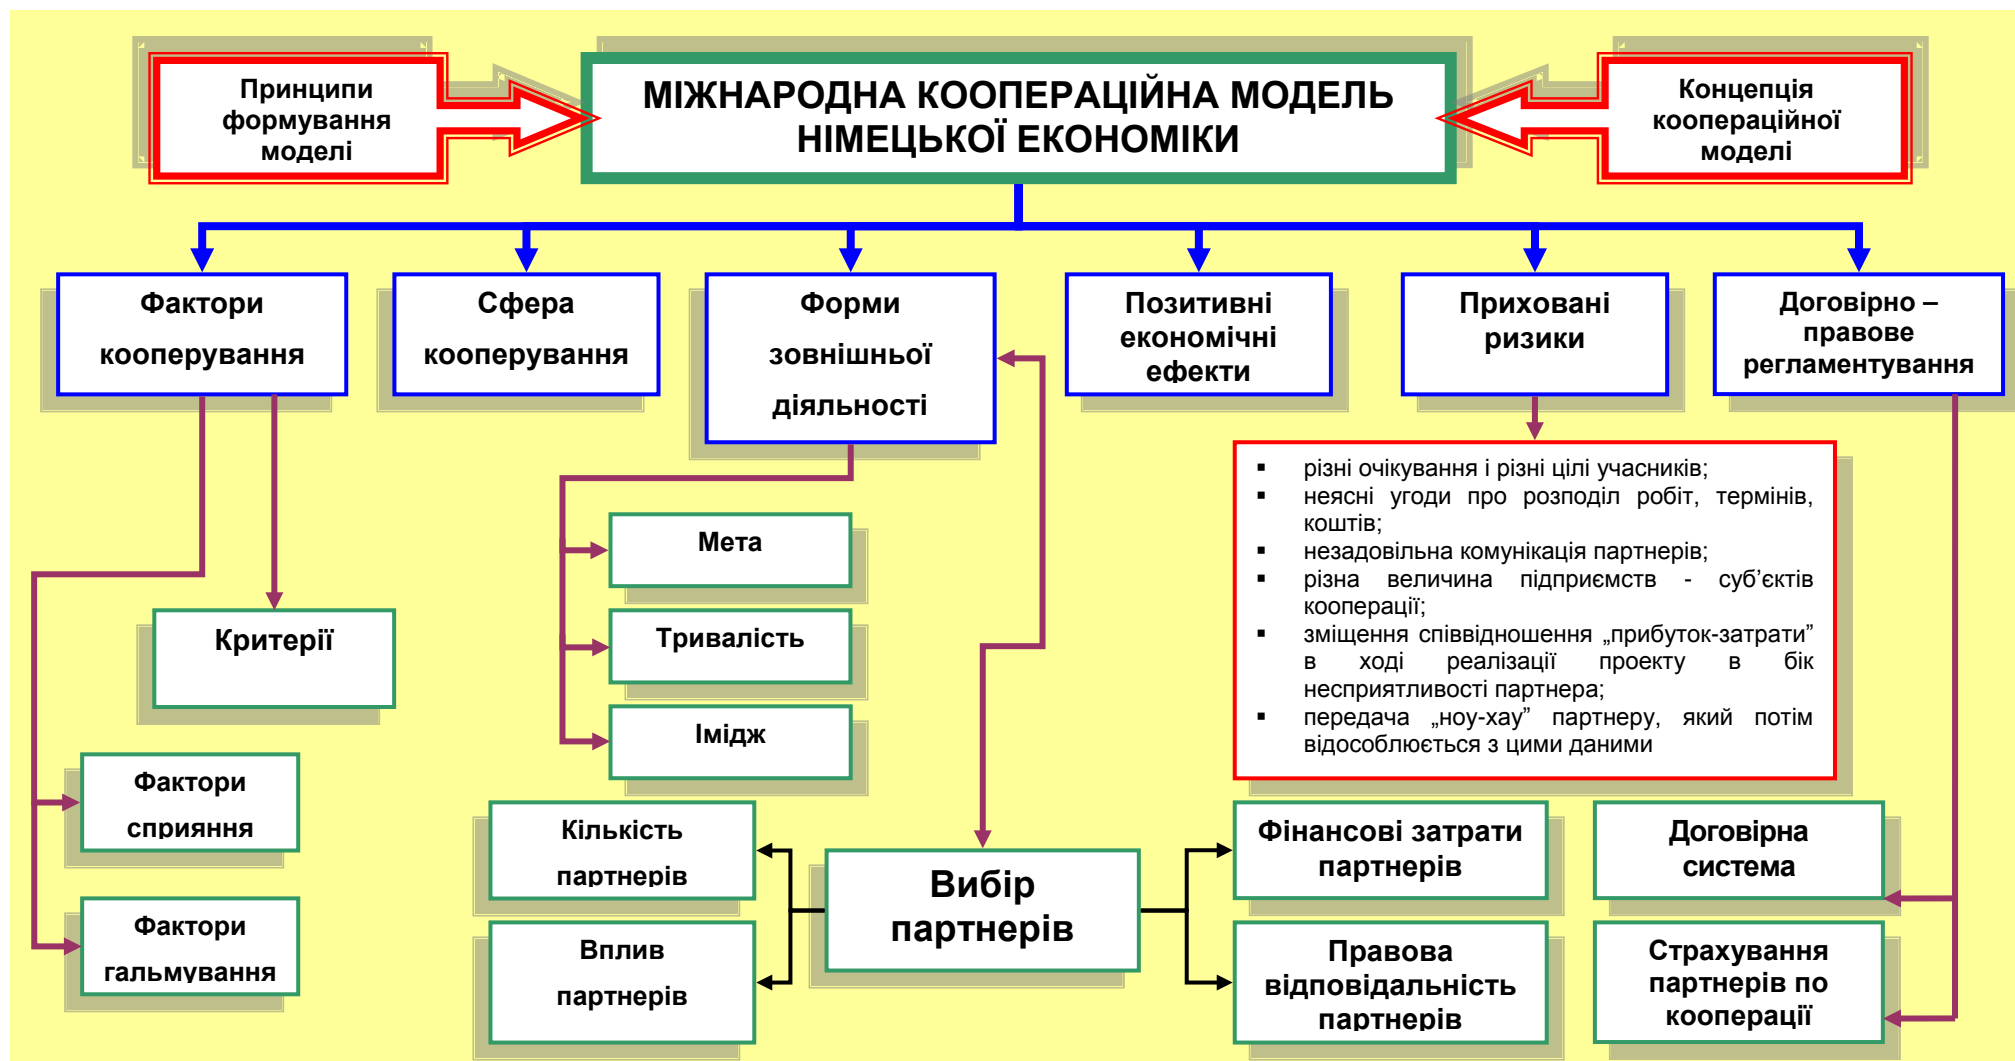 Принципи
формування
моделі
МІЖНАРОДНА КООПЕРАЦІЙНА МОДЕЛЬ
НІМЕЦЬКОЇ ЕКОНОМІКИ
Концепція
коопераційної
моделі
Фактори
кооперування
Сфера
кооперування
Форми
зовнішньої
діяльності
Позитивні
економічні
ефекти
Приховані
ризики
Договірно –
правове
регламентування
▪ різні очікування і різні цілі учасників;
▪ неясні угоди про розподіл робіт, термінів,
коштів;
▪ незадовільна комунікація партнерів;
▪ різна величина підприємств - суб’єктів
кооперації;
▪ зміщення співвідношення „прибуток-затрати”
в ході реалізації проекту в бік
несприятливості партнера;
▪ передача „ноу-хау” партнеру, який потім
відособлюється з цими даними
Мета
Тривалість
Імідж
Критерії
Фактори
сприяння
Фактори
гальмування
Кількість
партнерів
Вплив
партнерів
Вибір
партнерів
Фінансові затрати
партнерів
Правова
відповідальність
партнерів
Договірна
система
Страхування
партнерів по
кооперації